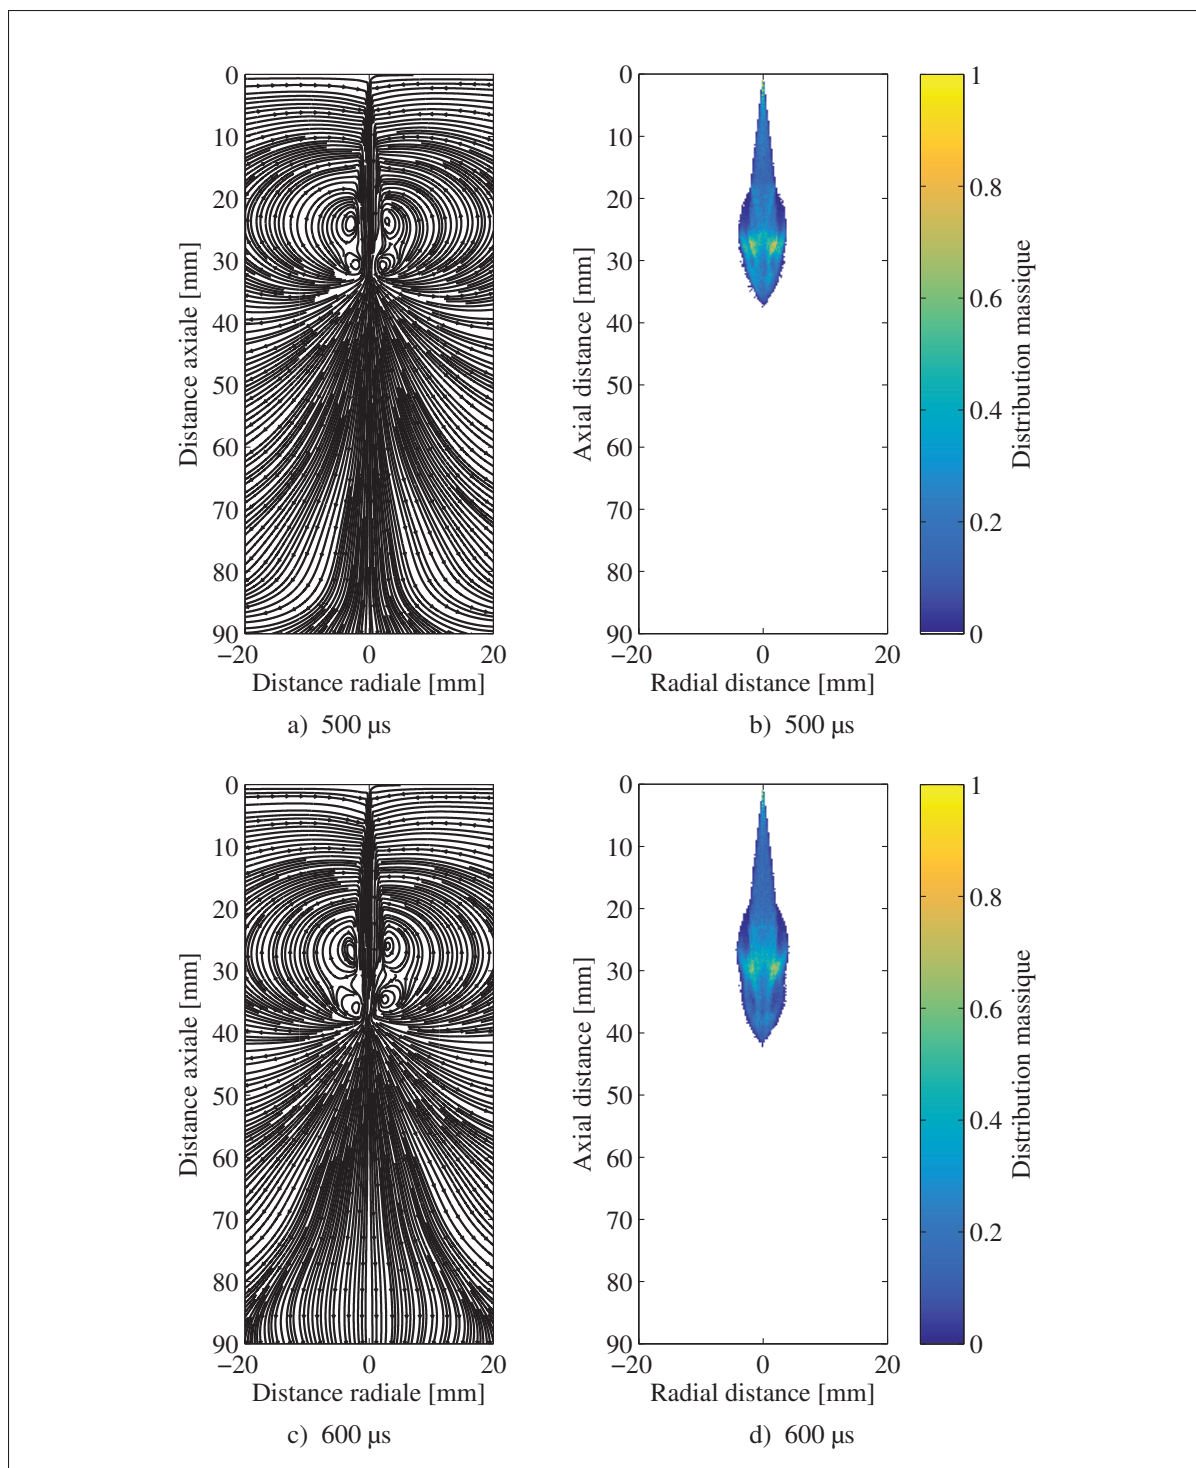 0
10
20
30
40
50
60
70
80
90
Distance axiale [mm]
−20 0 20
Distance radiale [mm]
a) 500 µs
0
10
20
30
40
50
60
70
80
90
Axial distance [mm]
−20 0 20
Radial distance [mm]
b) 500 µs
1
0.8
0.6
0.4
0.2
0
Distribution massique
0
10
20
30
40
50
60
70
80
90
Distance axiale [mm]
−20 0 20
Distance radiale [mm]
c) 600 µs
0
10
20
30
40
50
60
70
80
90
Axial distance [mm]
−20 0 20
Radial distance [mm]
d) 600 µs
1
0.8
0.6
0.4
0.2
0
Distribution massique